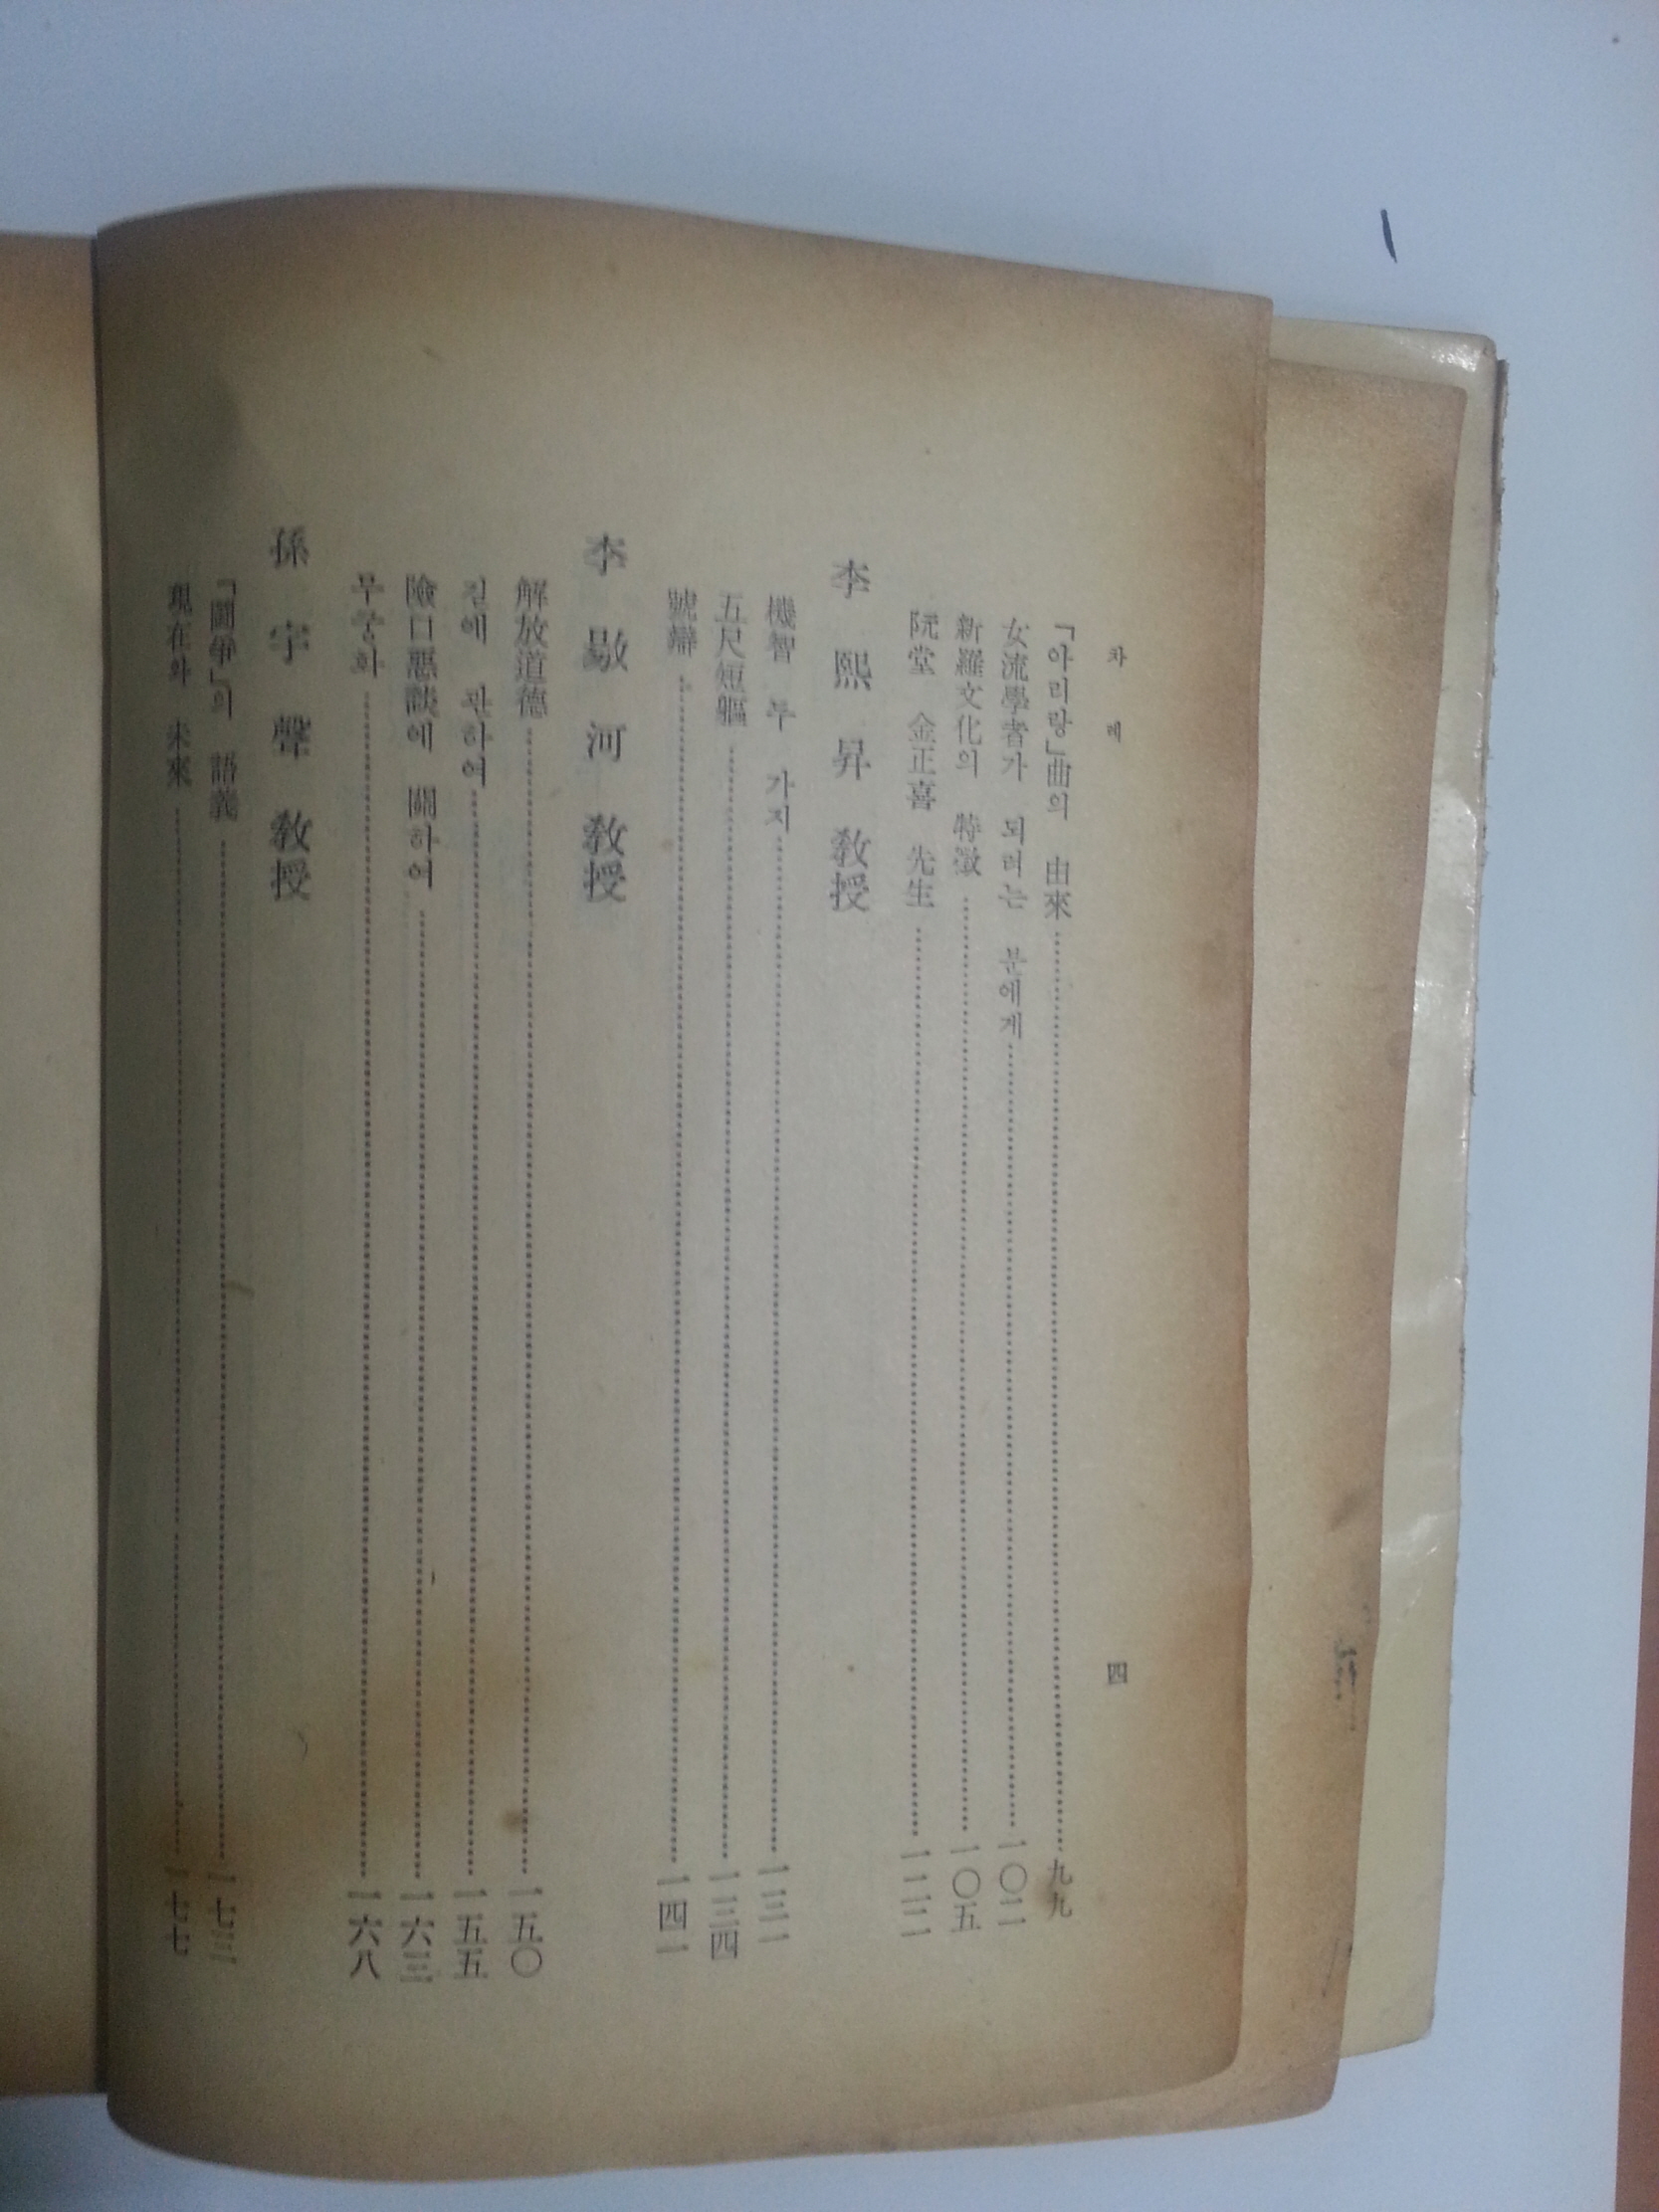 차례 四
「아리랑」曲의 由來 九九
女流學者가 되려는 분에게 一〇二
新羅文化의 特徵 一〇五
阮堂 金正喜 先生 一二二
李熙昇 敎授
機智 두 가지 一三一
五尺短軀 一三四
號辯 一四一
李敭河 敎授
解放道德 一五〇
길에 관하여 一五五
險口惡談에 關하여 一六三
무궁화 一六八
孫宇聲 敎授
「鬪爭」의 語義 一七三
現在와 未來 一七七